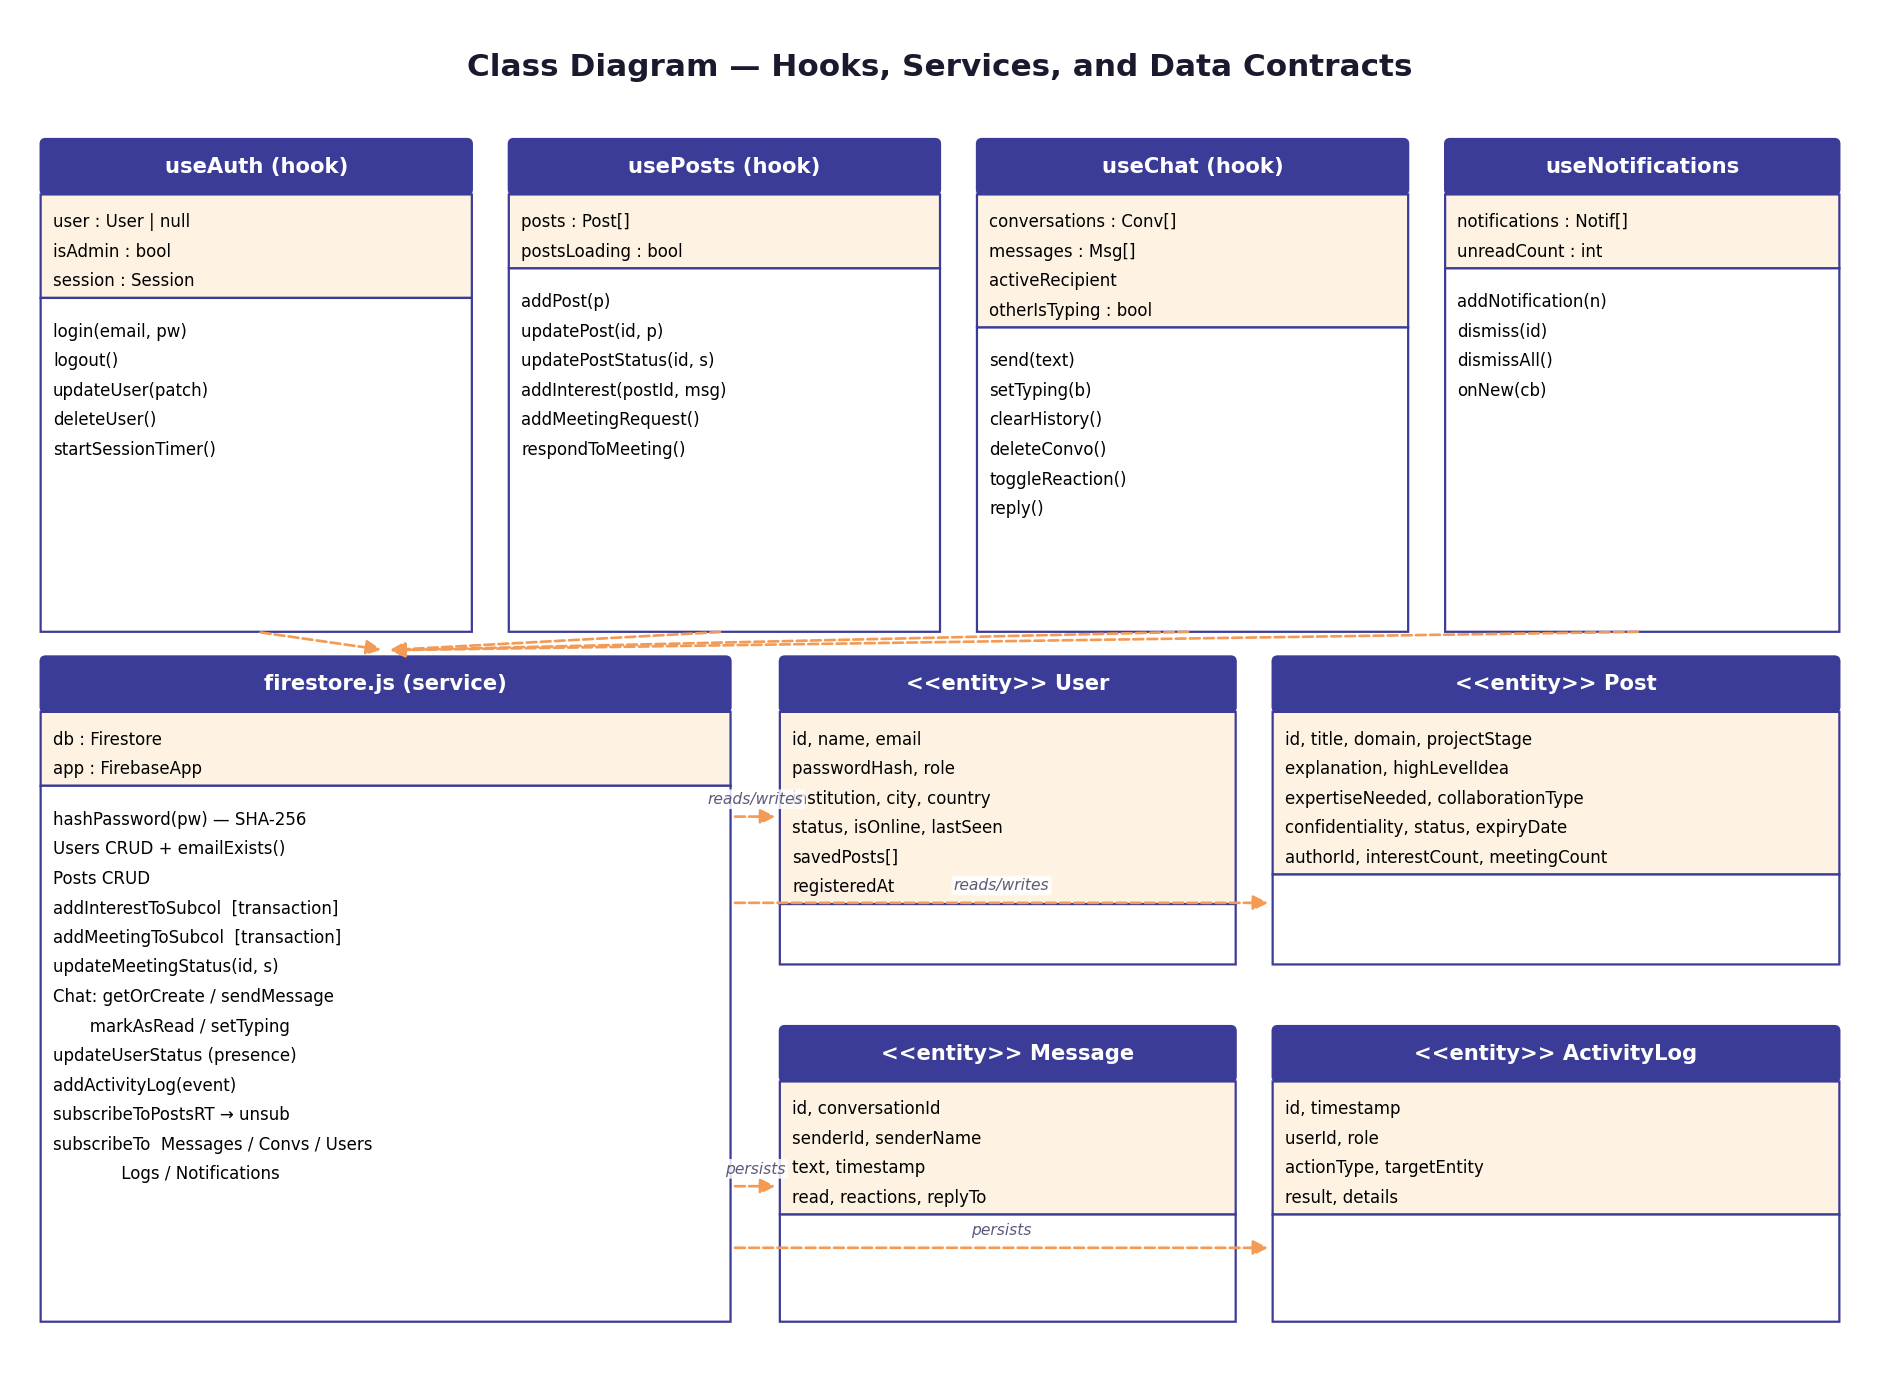 Class Diagram — Hooks, Services, and Data Contracts
useAuth (hook)
user : User | null
isAdmin : bool
session : Session
login(email, pw)
logout()
updateUser(patch)
deleteUser()
startSessionTimer()
usePosts (hook)
posts : Post[]
postsLoading : bool
addPost(p)
updatePost(id, p)
updatePostStatus(id, s)
addInterest(postId, msg)
addMeetingRequest()
respondToMeeting()
useChat (hook)
conversations : Conv[]
messages : Msg[]
activeRecipient
otherIsTyping : bool
send(text)
setTyping(b)
clearHistory()
deleteConvo()
toggleReaction()
reply()
useNotifications
notifications : Notif[]
unreadCount : int
addNotification(n)
dismiss(id)
dismissAll()
onNew(cb)
firestore.js (service)
db : Firestore
app : FirebaseApp
hashPassword(pw) — SHA-256
Users CRUD + emailExists()
Posts CRUD
addInterestToSubcol  [transaction]
addMeetingToSubcol  [transaction]
updateMeetingStatus(id, s)
Chat: getOrCreate / sendMessage
markAsRead / setTyping
updateUserStatus (presence)
addActivityLog(event)
subscribeToPostsRT → unsub
subscribeTo  Messages / Convs / Users
Logs / Notifications
reads/writes
<<entity>> User
id, name, email
passwordHash, role
institution, city, country
status, isOnline, lastSeen
savedPosts[]
registeredAt
reads/writes
<<entity>> Post
id, title, domain, projectStage
explanation, highLevelIdea
expertiseNeeded, collaborationType
confidentiality, status, expiryDate
authorId, interestCount, meetingCount
persists
<<entity>> Message
id, conversationId
senderId, senderName
text, timestamp
read, reactions, replyTo
persists
<<entity>> ActivityLog
id, timestamp
userId, role
actionType, targetEntity
result, details